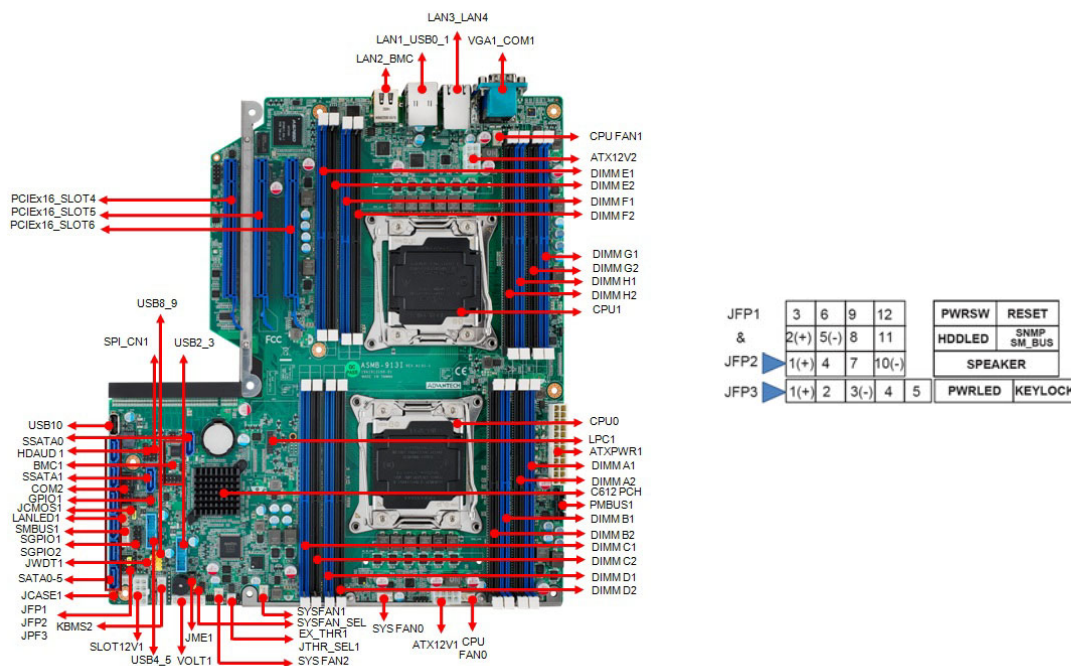 LAN3_LAN4
LAN1_USB0_1
VGA1_COM1
LAN2_BMC
CPU FAN1
ATX12V2
DIMM E1
DIMM E2
DIMM F1
DIMM F2
PCIEx16_SLOT4
PCIEx16_SLOT5
PCIEx16_SLOT6
DIMM G1
DIMM G2
DIMM H1
DIMM H2
CPU1
USB8_9
SPI_CN1
USB2_3
FCC
ASMB-913I
ADVANTECH
CE
USB10
SSATA0
HDAUD1
BMC1
SSATA1
COM2
GPIO1
JCMOS1
LANLED1
SMBUS1
SGPIO1
SGPIO2
JWDT1
SATA0-5
JCASE1
JFP1
JFP2
JPF3
KBMS2
SLOT12V1
USB4_5
VOLT1
JME1
SYSFAN1
SYSFAN_SEL
EX_THR1
JTHR_SEL1
SYS FAN2
SYS FAN0
ATX12V1
CPU
FAN0
CPU0
LPC1
ATXPWR1
DIMM A1
DIMM A2
C612 PCH
PMBUS1
DIMM B1
DIMM B2
DIMM C1
DIMM C2
DIMM D1
DIMM D2
JFP1 3 6 9 12 PWRSW RESET
& 2(+) 5(-) 8 11 HDDLED SNMP
SM_BUS
JFP2 1(+) 4 7 10(-) SPEAKER
JFP3 1(+) 2 3(-) 4 5 PWRLED KEYLOCK